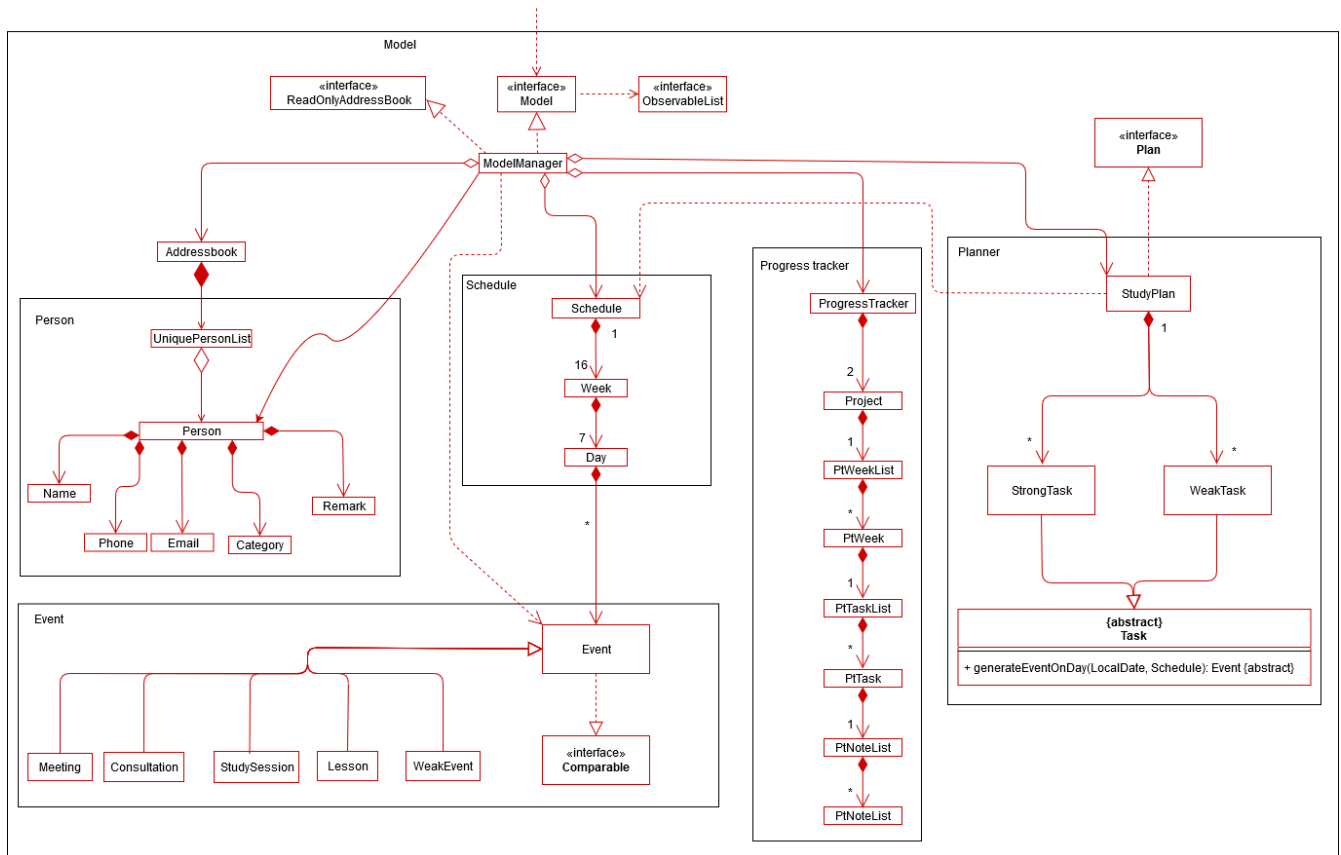 Model
«interface»
ReadOnlyAddressBook
«interface»
Model
«interface»
ObservableList
«interface»
Plan
ModelManager
Addressbook
Planner
Progress tracker
Schedule
StudyPlan
1
Schedule
1
ProgressTracker
Person
UniquePersonList
16
Week
2
Project
Person
7
Day
1
PtWeekList
*
*
Name
Remark
StrongTask
WeakTask
*
*
Phone
Email
Category
PtWeek
1
PtTaskList
Event
Event
{abstract}
Task
+ generateEventOnDay(LocalDate, Schedule): Event {abstract}
*
PtTask
1
PtNoteList
Meeting
Consultation
StudySession
Lesson
WeakEvent
«interface»
Comparable
*
PtNoteList